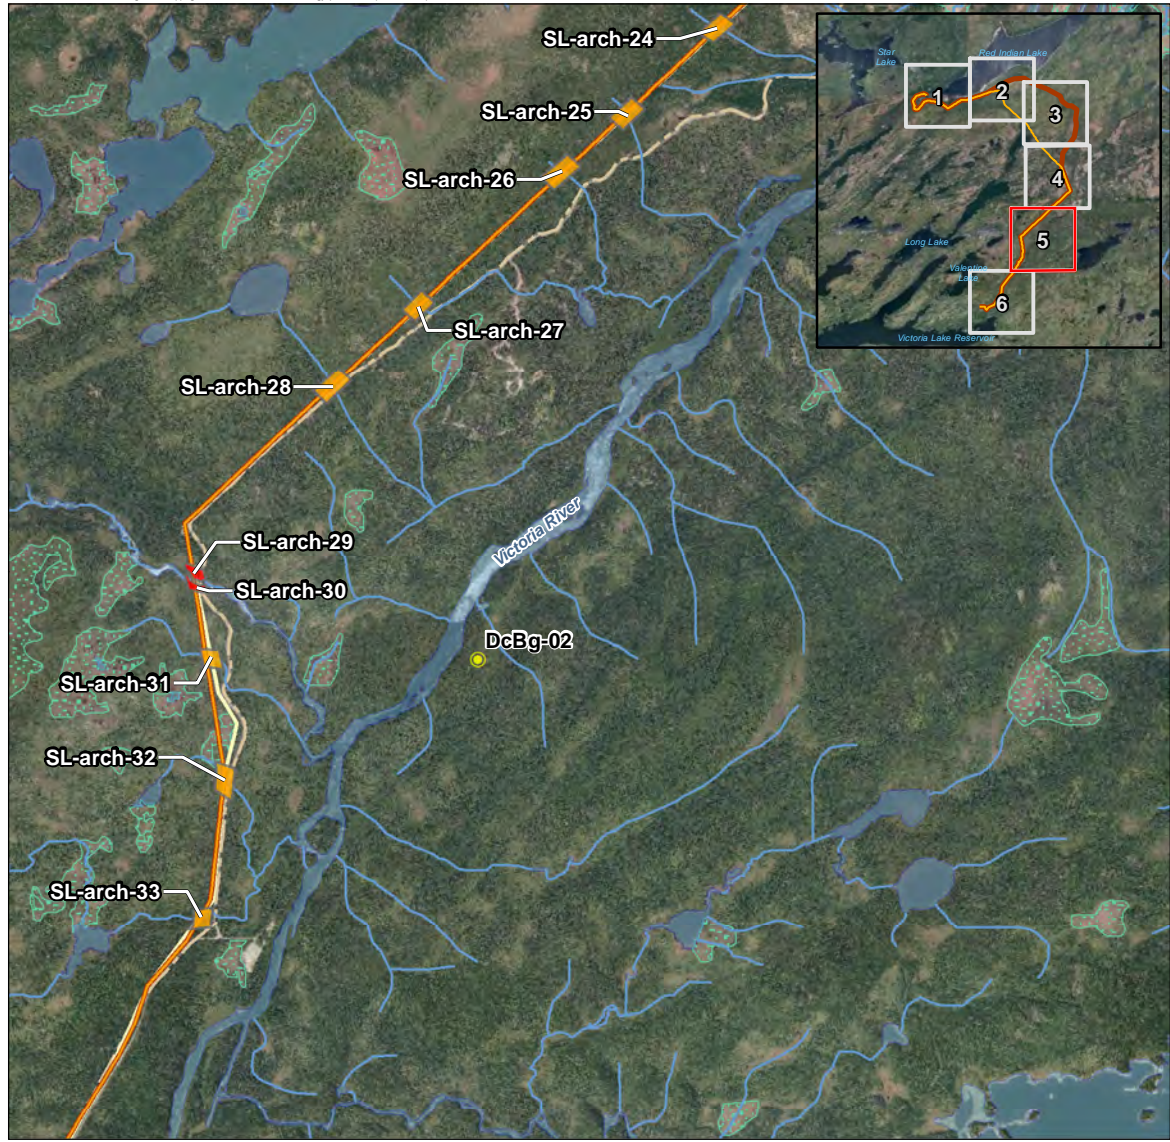 SL-arch-24
SL-arch-25
SL-arch-26
SL-arch-27
SL-arch-28
SL-arch-29
SL-arch-30
SL-arch-31
SL-arch-32
SL-arch-33
DcBg-02
Victoria River
Star
Lake
Red Indian Lake
1
2
3
4
5
6
Long Lake
Valentine
Lake
Victoria Lake Reservoir